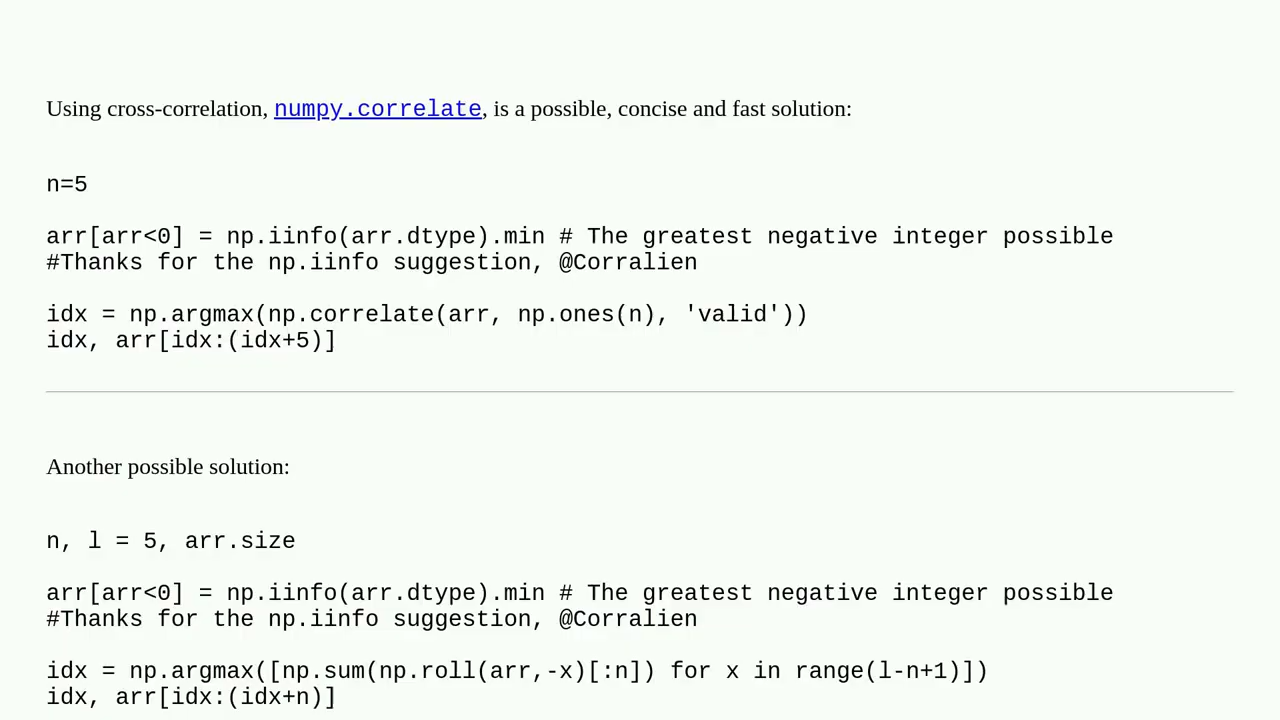 Using cross-correlation, numpy.correlate, is a possible, concise and fast solution:
n=5
arr[arr<0] = np.iinfo(arr.dtype).min # The greatest negative integer possible
#Thanks for the np.iinfo suggestion, @Corralien
idx = np.argmax(np.correlate(arr, np.ones(n), 'valid'))
idx, arr[idx:(idx+5)]
Another possible solution:
n, l = 5, arr.size
arr[arr<0] = np.iinfo(arr.dtype).min # The greatest negative integer possible
#Thanks for the np.iinfo suggestion, @Corralien
idx = np.argmax([np.sum(np.roll(arr,-x)[:n]) for x in range(l-n+1)])
idx, arr[idx:(idx+n)]